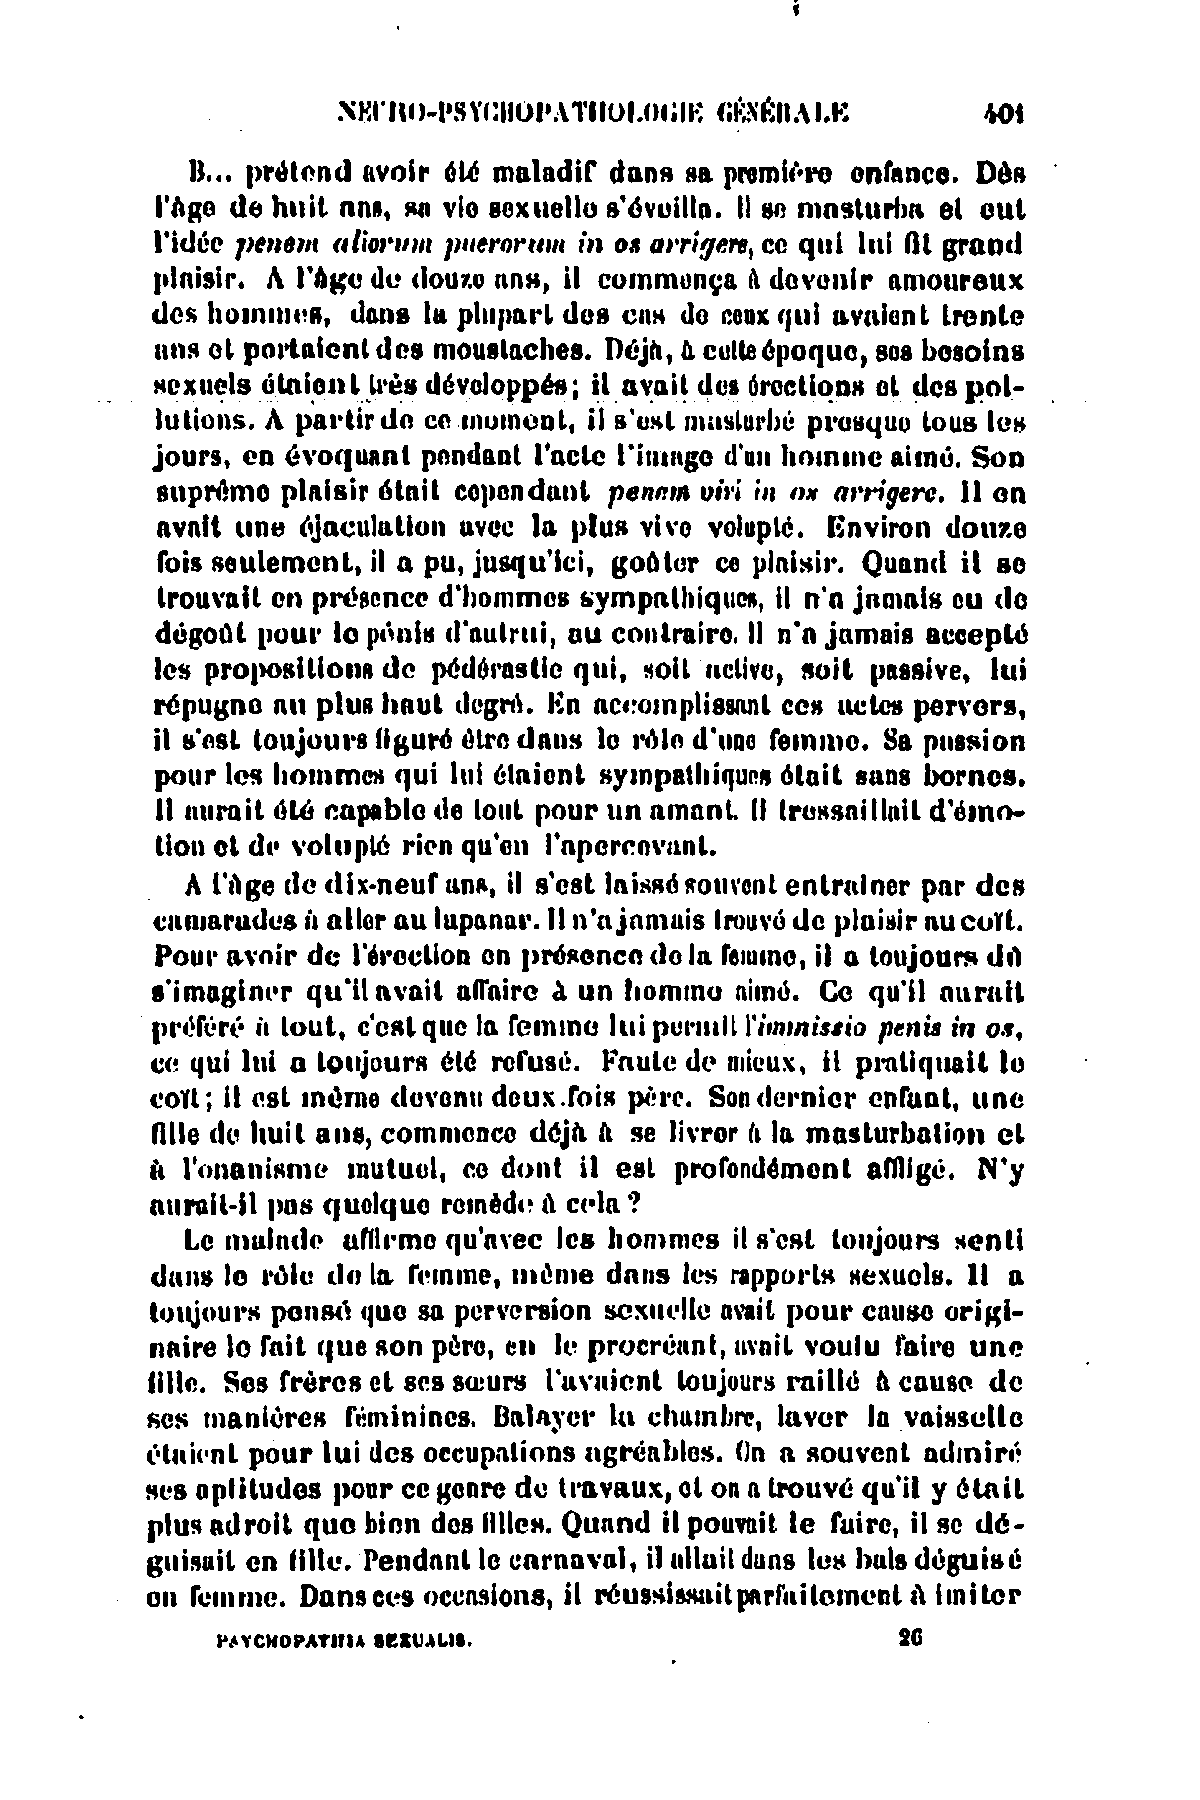 NEURO-PSYCHOPATHOLOGIE GÉNÉRALE 401
B... prétend avoir été maladif dans sa première enfance. Dès
l'âge de huit ans, sa vie sexuelle s'éveilla. Il se masturba et eut
l'idée penem aliorum puerorum in os arrigere, ce qui lui fit grand
plaisir. A l'âge de douze ans, il commença à devenir amoureux
des hommes, dans la plupart des cas de ceux qui avaient trente
ans et portaient des moustaches. Déjà, à cette époque, ses besoins
sexuels étaient très développés; il avait des érections et des pol-
lutions. A partir de ce moment, il s'est masturbé presque tous les
jours, en évoquant pendant l'acte l'image d'un homme aimé. Son
suprême plaisir était cependant penem viri in os arrigere. Il en
avait une éjaculation avec la plus vive volupté. Environ douze
fois seulement, il a pu, jusqu'ici, goûter ce plaisir. Quand il se
trouvait en présence d'hommes sympathiques, il n'a jamais eu de
dégoût pour le pénis d'autrui, au contraire. Il n'a jamais accepté
les propositions de pédérastie qui, soit active, soit passive, lui
répugne au plus haut degré. En accomplissant ces actes pervers,
il s'est toujours figuré être dans le rôle d'une femme. Sa passion
pour les hommes qui lui étaient sympathiques était sans bornes.
Il aurait été capable de tout pour un amant. Il tressaillait d'émo-
tion et de volupté rien qu'en l'apercevant.
A l'âge de dix-neuf ans, il s'est laissé souvent entraîner par des
camarades à aller au lupanar. Il n'a jamais trouvé de plaisir au coït.
Pour avoir de l'érection en présence de la femme, il a toujours dû
s'imaginer qu'il avait affaire à un homme aimé. Ce qu'il aurait
préféré à tout, c'est que la femme lui permît l'immissio penis in os,
ce qui lui a toujours été refusé. Faute de mieux, il pratiquait le
coït; il est même devenu deux fois père. Son dernier enfant, une
fille de huit ans, commence déjà à se livrer à la masturbation et
à l'onanisme mutuel, ce dont il est profondément affligé. N'y
aurait-il pas quelque remède à cela?
Le malade affirme qu'avec les hommes il s'est toujours senti
dans le rôle de la femme, même dans les rapports sexuels. Il a
toujours pensé que sa perversion sexuelle avait pour cause origi-
naire le fait que son père, en le procréant, avait voulu faire une
fille. Ses frères et ses sœurs l'avaient toujours raillé à cause de
ses manières féminines. Balayer la chambre, laver la vaisselle
étaient pour lui des occupations agréables. On a souvent admiré
ses aptitudes pour ce genre de travaux, et on a trouvé qu'il y était
plus adroit que bien des filles. Quand il pouvait le faire, il se dé-
guisait en fille. Pendant le carnaval, il allait dans les bals déguisé
en femme. Dans ces occasions, il réussissait parfaitement à imiter
PSYCHOPATHIA SEXUALIS. 26